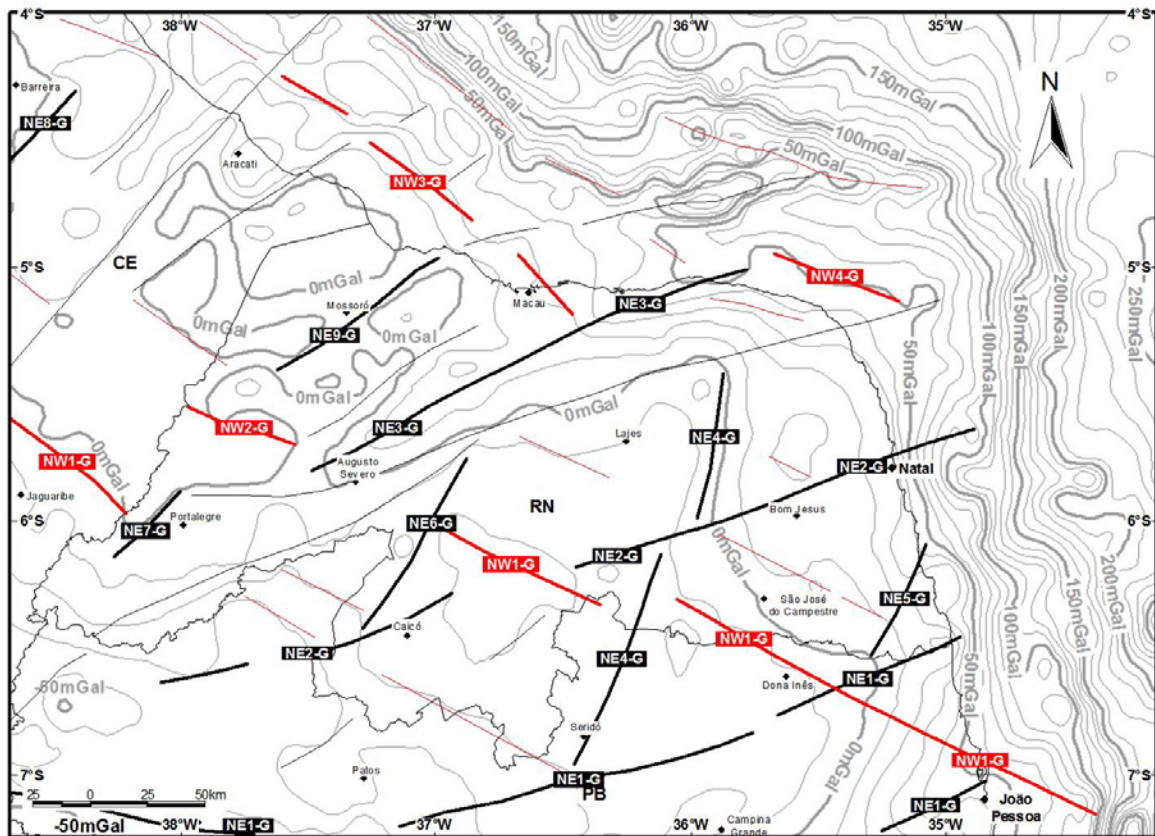 38°W
37°W
36°W
35°W
4°S
4°S
150mGal
150mGal
100mGal
50mGal
100mGal
50mGal
N
Barreira
NE8-G
Aracati
NW3-G
CE
5°S
5°S
0mGal
NW4-G
Mossoró
Macau
NE3-G
NE9-G
0mGal
0mGal
200mGal
250mGal
150mGal
100mGal
50mGal
0mGal
NW2-G
NE3-G
Lajes
NE4-G
NW1-G
0mGal
Augusto
Severo
NE2-G
Natal
Jaguaribe
Portalegre
NE7-G
NE6-G
RN
Bom Jesus
6°S
6°S
NE2-G
NW1-G
0mGal
São José
do Campestre
NE5-G
200mGal
150mGal
100mGal
50mGal
Caicó
NE2-G
NE4-G
NW1-G
Dona Inês
NE1-G
-50mGal
Seridó
0mGal
NW1-G
7°S
7°S
Patos
NE1-G
PB
25 0 25 50km
João
Pessoa
NE1-G
-50mGal
NE1-G
Campina
Grande
38°W
37°W
36°W
35°W